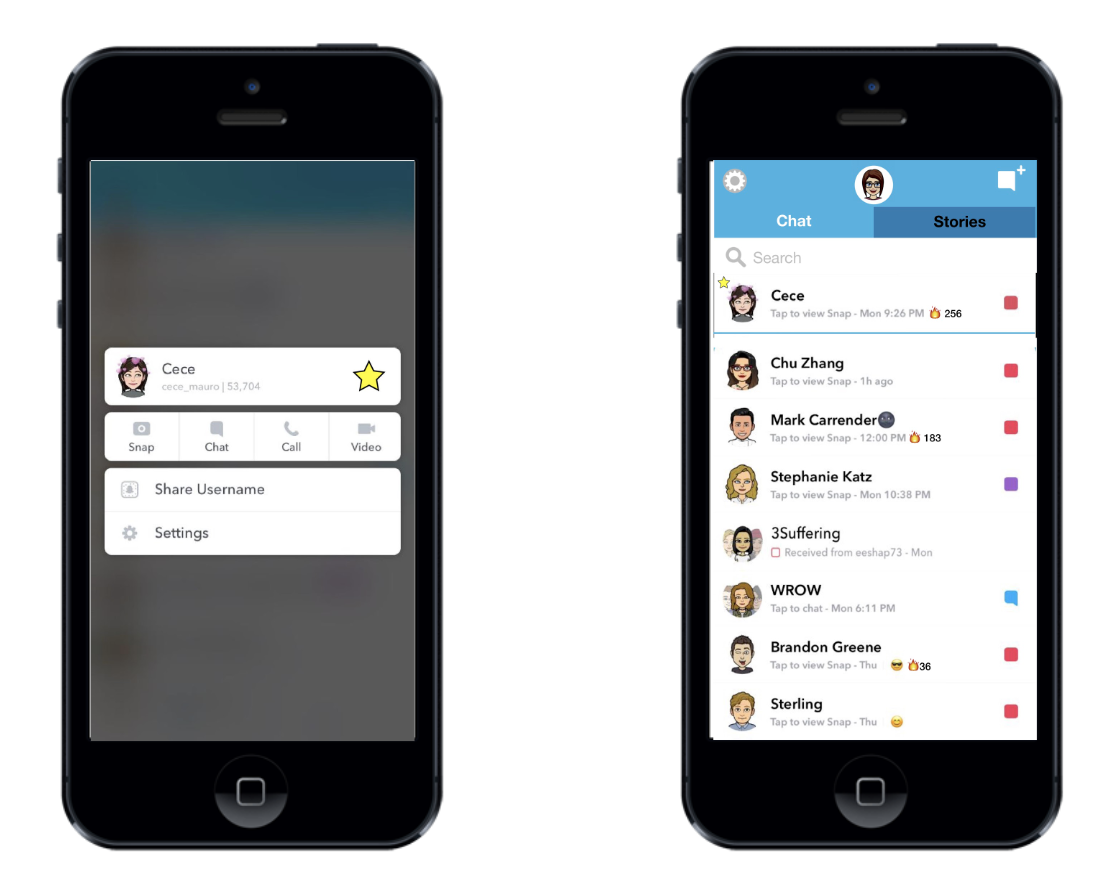 Cece
cece_mauro | 53,704
Snap
Chat
Call
Video
Share Username
Settings
Chat
Stories
Search
Cece
Tap to view Snap - Mon 9:26 PM 🔥 256
Chu Zhang
Tap to view Snap - 1h ago
Mark Carrender🌚
Tap to view Snap - 12:00 PM 🔥 183
Stephanie Katz
Tap to view Snap - Mon 10:38 PM
3Suffering
Received from eeshap73 - Mon
WROW
Tap to chat - Mon 6:11 PM
Brandon Greene
Tap to view Snap - Thu 😎 🔥36
Sterling
Tap to view Snap - Thu 😊